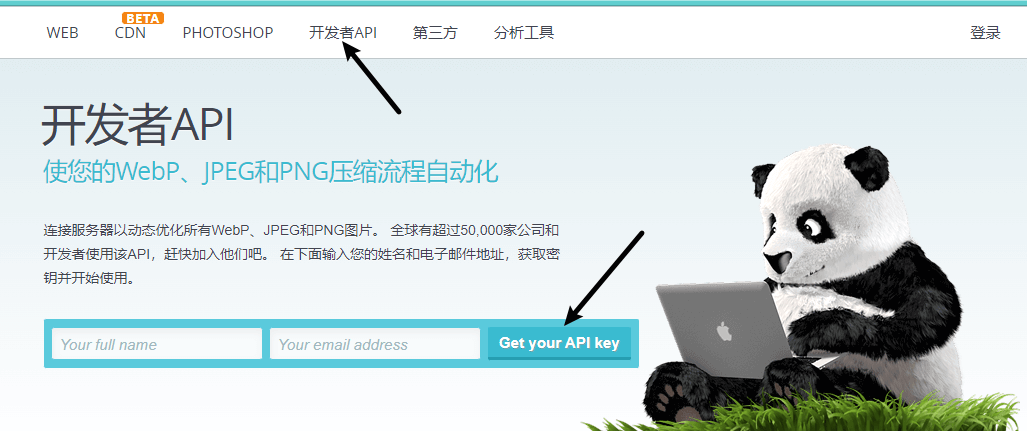 BETA
WEB CDN PHOTOSHOP 开发者API 第三方 分析工具 登录
开发者API
使您的WebP、JPEG和PNG压缩流程自动化
连接服务器以动态优化所有WebP、JPEG和PNG图片。 全球有超过50,000家公司和
开发者使用该API，赶快加入他们吧。 在下面输入您的姓名和电子邮件地址，获取密
钥并开始使用。
Your full name Your email address Get your API key